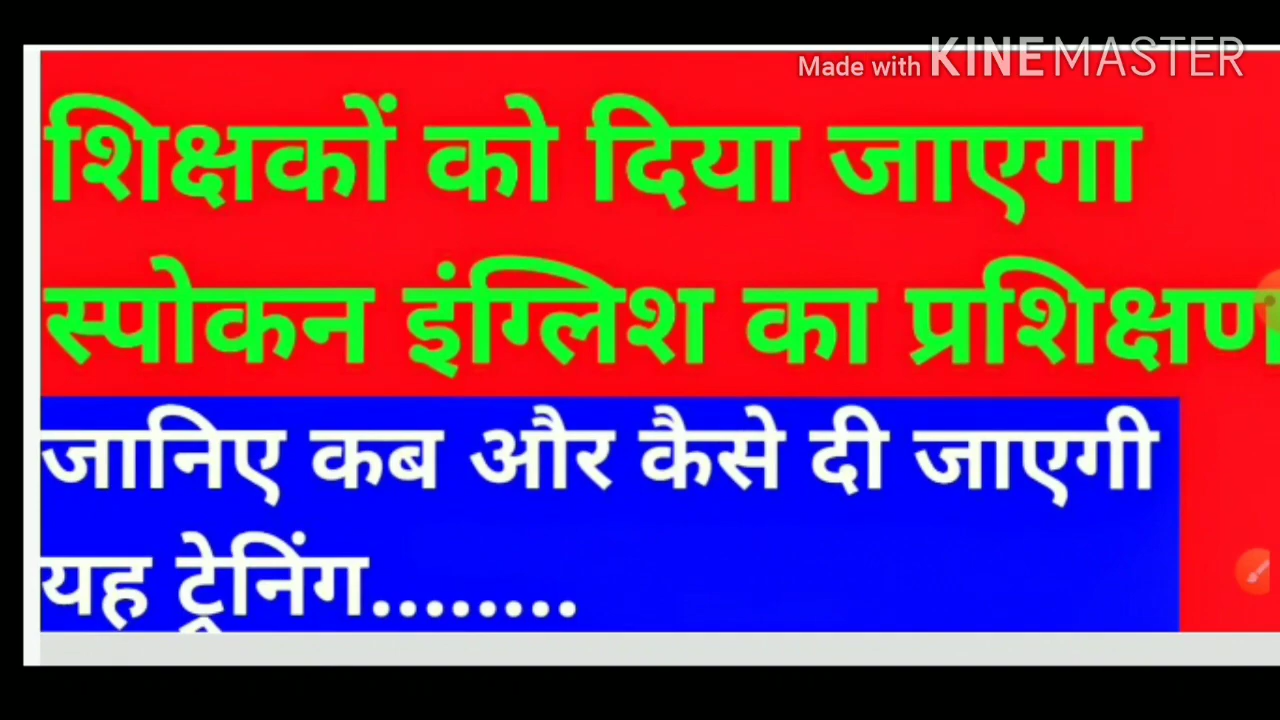 Made with KINEMASTER
शिक्षकों को दिया जाएगा
स्पोकन इंग्लिश का प्रशिक्षण
जानिए कब और कैसे दी जाएगी
यह ट्रेनिंग........